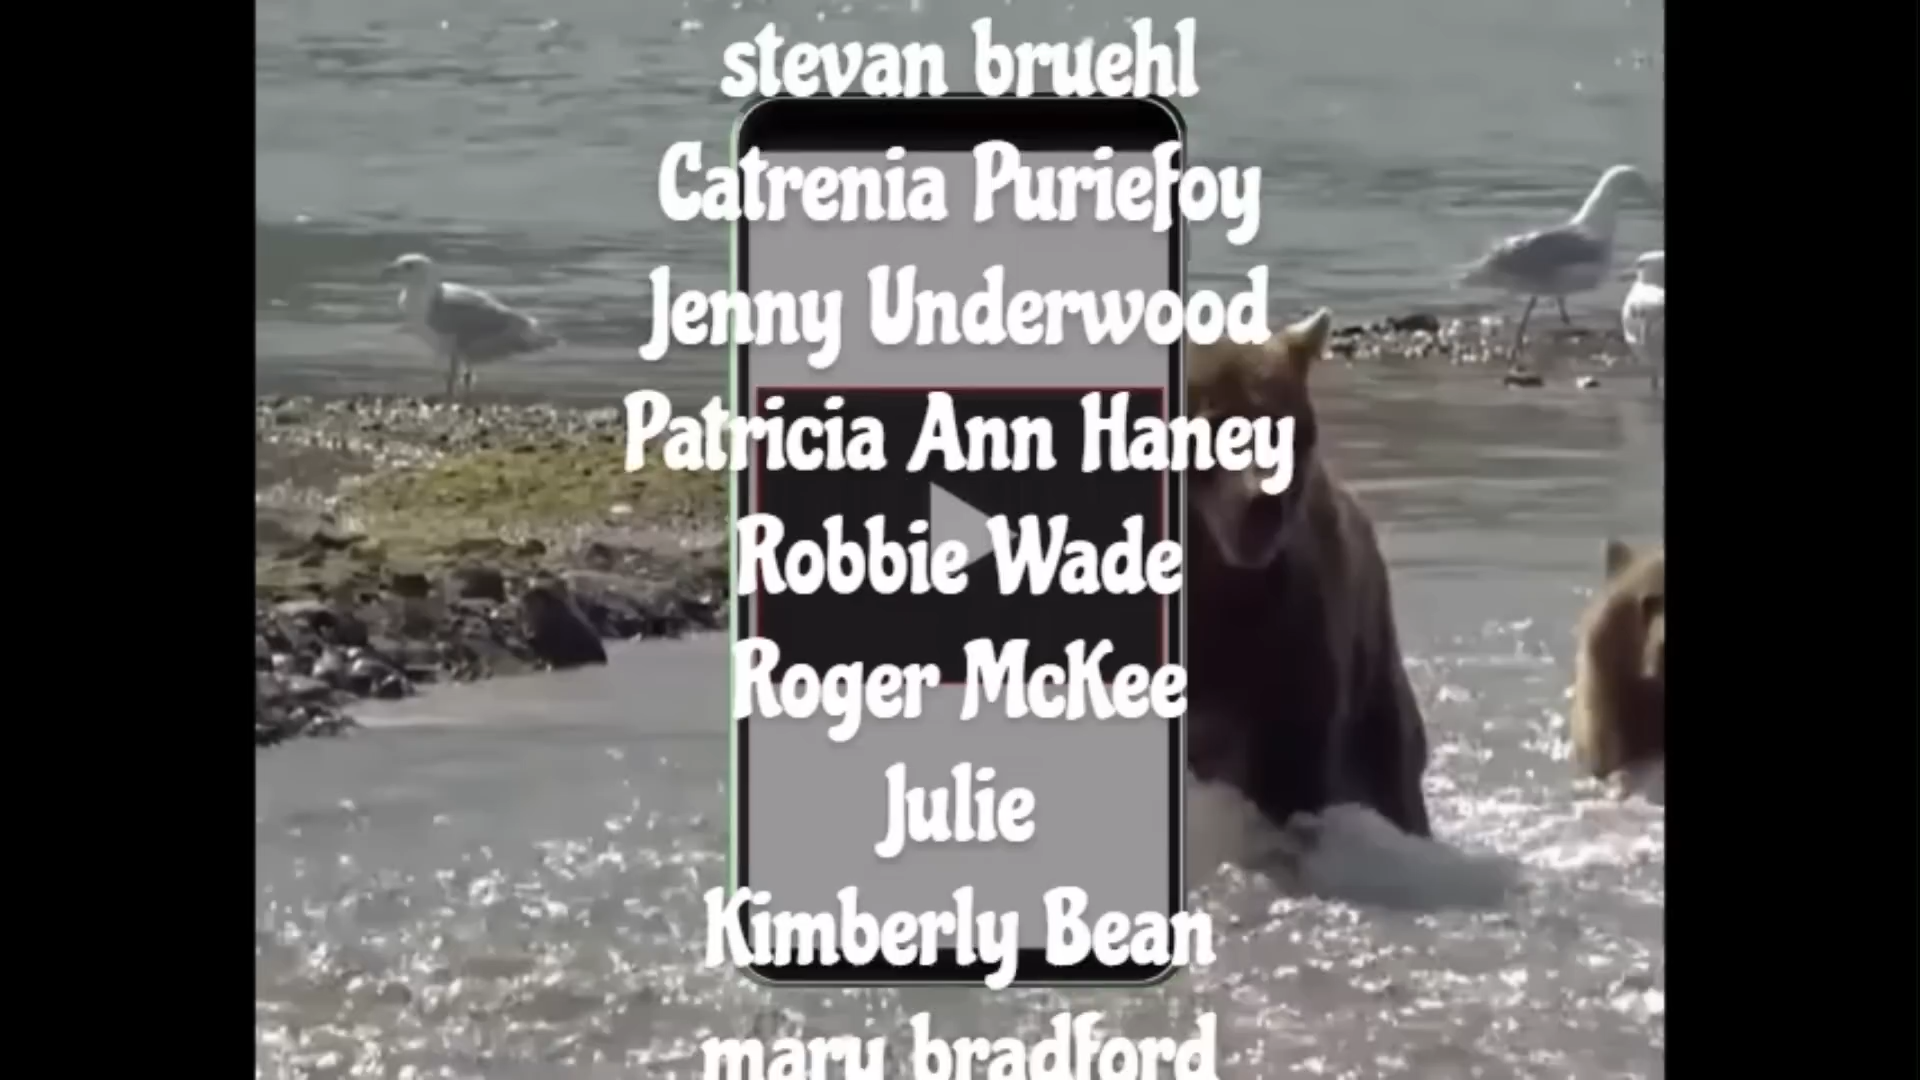 stevan bruehl
Catrenia Puriefoy
Jenny Underwood
Patricia Ann Haney
Robbie Wade
Roger McKee
Julie
Kimberly Bean
mary bradford